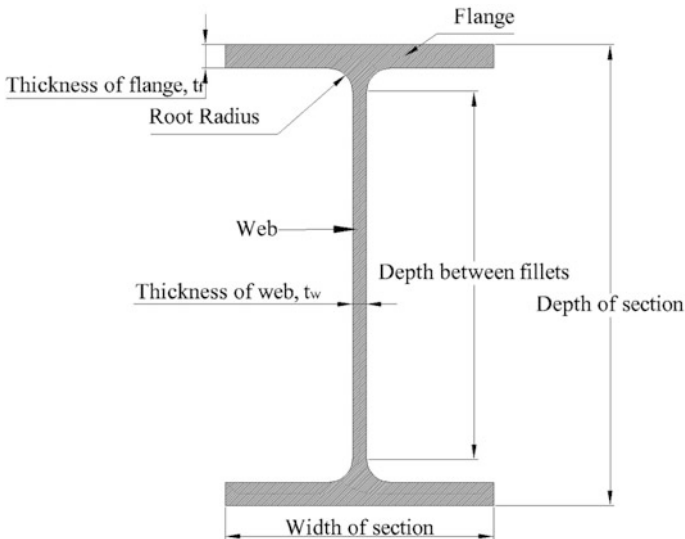 Flange
Thickness of flange, tf
Root Radius
Web
Depth between fillets
Thickness of web, tw
Depth of section
Width of section